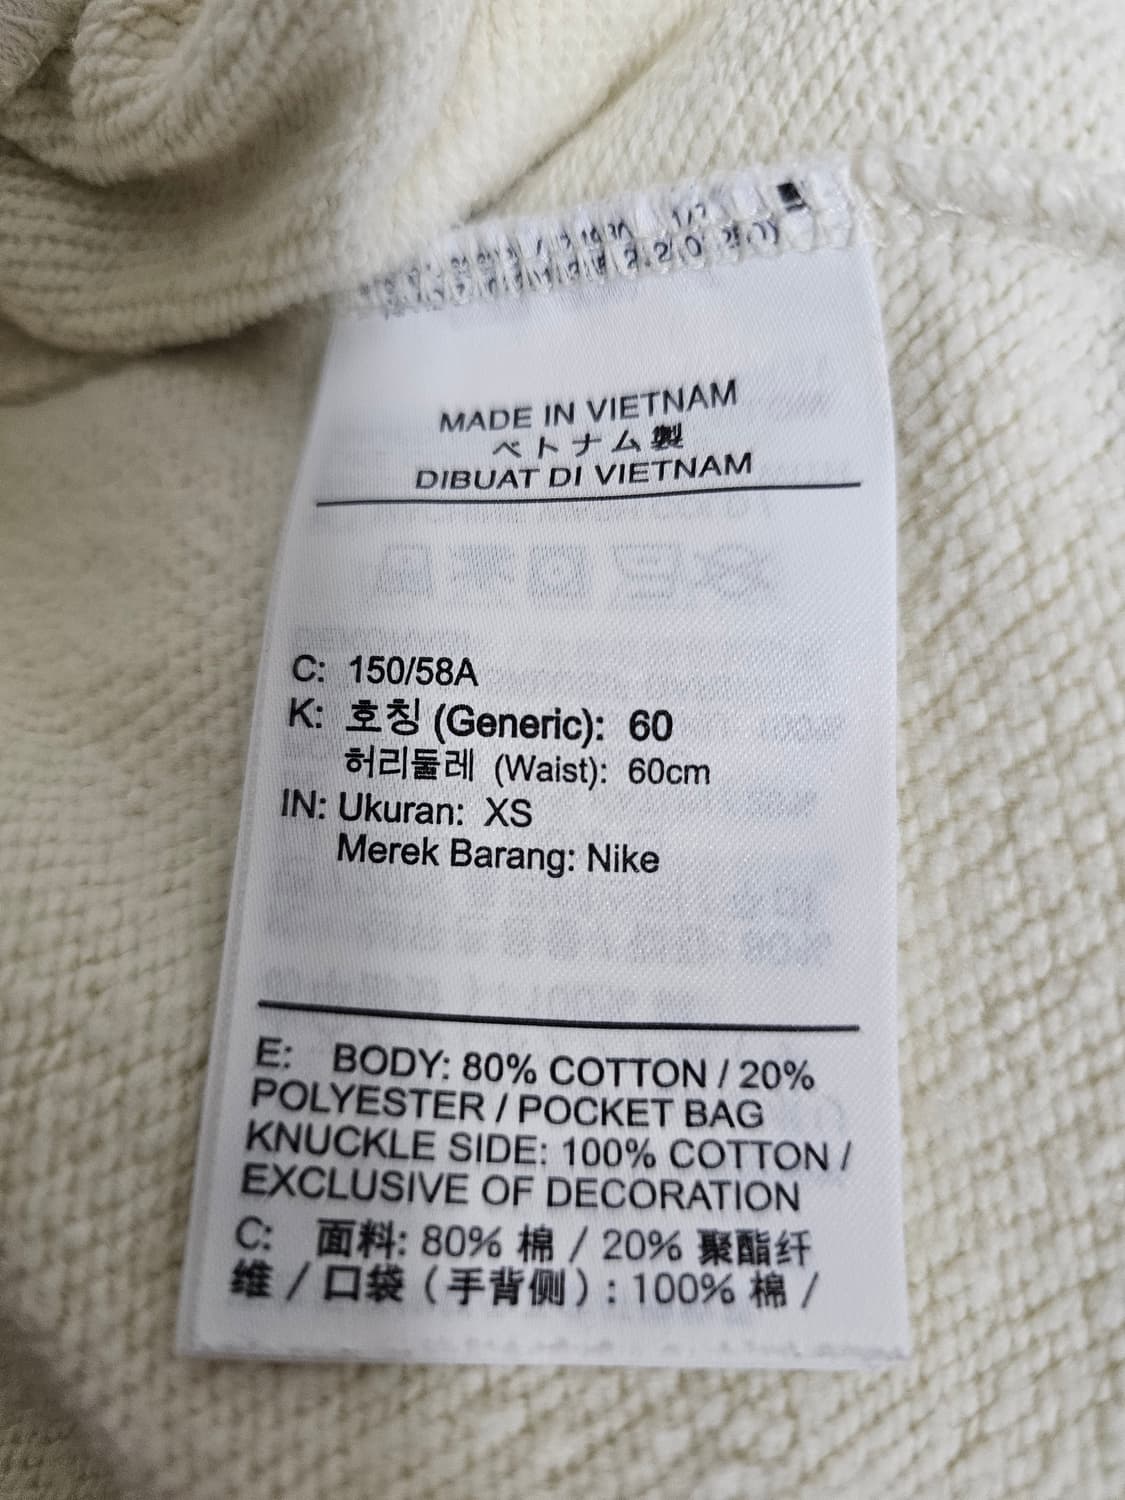 MADE IN VIETNAM
ベトナム製
DIBUAT DI VIETNAM
C: 150/58A
K: 호칭 (Generic): 60
허리둘레 (Waist): 60cm
IN: Ukuran: XS
Merek Barang: Nike
E: BODY: 80% COTTON / 20%
POLYESTER / POCKET BAG
KNUCKLE SIDE: 100% COTTON /
EXCLUSIVE OF DECORATION
C: 面料: 80% 棉 / 20% 聚酯纤
维 / 口袋 (手背侧) : 100% 棉 /